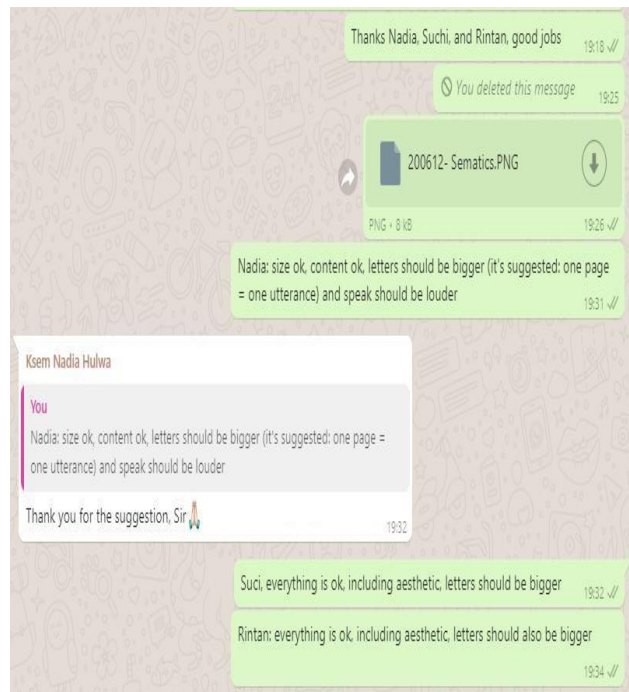 Thanks Nadia, Suchi, and Rintan, good jobs
19:18
You deleted this message
19:25
200612- Sematics.PNG
PNG • 8 kB
19:26
Nadia: size ok, content ok, letters should be bigger (it's suggested: one page
= one utterance) and speak should be louder
19:31
Ksem Nadia Hulwa
You
Nadia: size ok, content ok, letters should be bigger (it's suggested: one page =
one utterance) and speak should be louder
Thank you for the suggestion, Sir🙏🏻
19:32
Suci, everything is ok, including aesthetic, letters should be bigger
19:32
Rintan: everything is ok, including aesthetic, letters should also be bigger
19:34